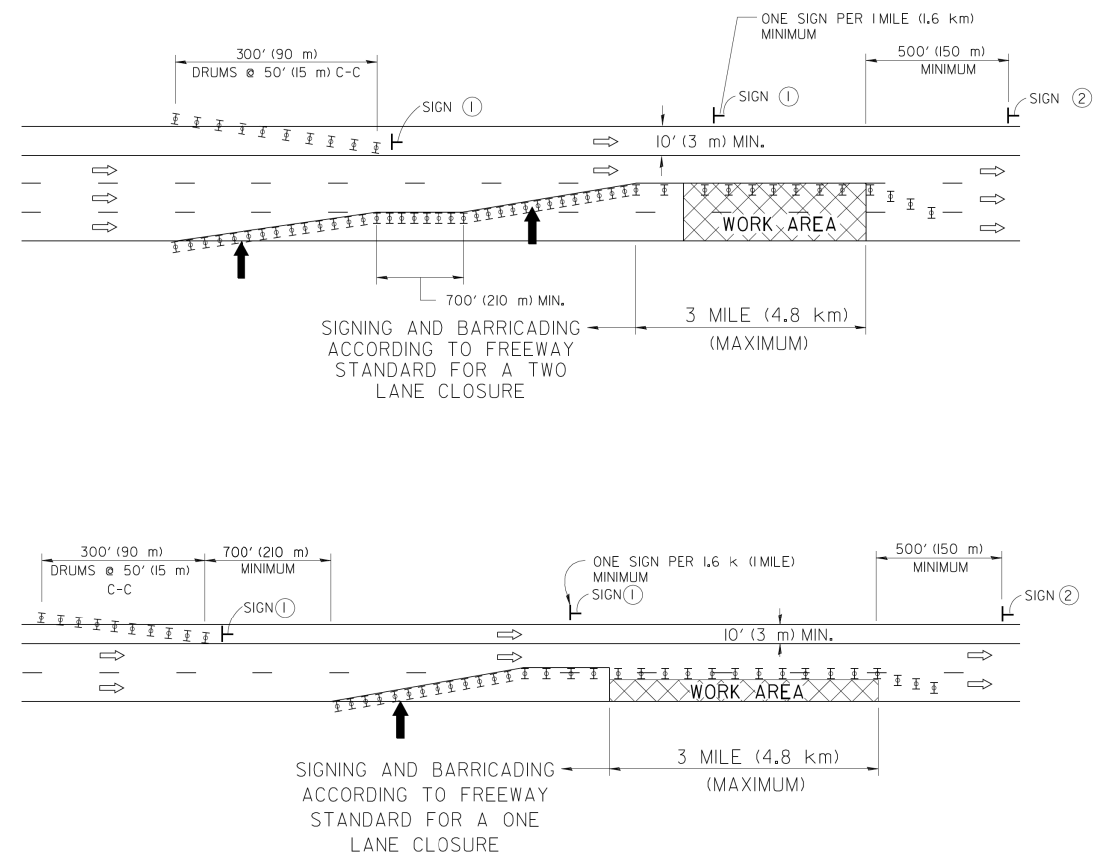 ONE SIGN PER 1 MILE (1.6 km)
MINIMUM
300' (90 m)
DRUMS @ 50' (15 m) C-C
500' (150 m)
MINIMUM
SIGN 1
SIGN 1
SIGN 2
10' (3 m) MIN.
WORK AREA
700' (210 m) MIN.
3 MILE (4.8 km)
(MAXIMUM)
SIGNING AND BARRICADING
ACCORDING TO FREEWAY
STANDARD FOR A TWO
LANE CLOSURE
300' (90 m)
DRUMS @ 50' (15 m)
C-C
700' (210 m)
MINIMUM
ONE SIGN PER 1.6 k (1 MILE)
MINIMUM
SIGN 1
500' (150 m)
MINIMUM
SIGN 1
SIGN 2
10' (3 m) MIN.
WORK AREA
3 MILE (4.8 km)
(MAXIMUM)
SIGNING AND BARRICADING
ACCORDING TO FREEWAY
STANDARD FOR A ONE
LANE CLOSURE